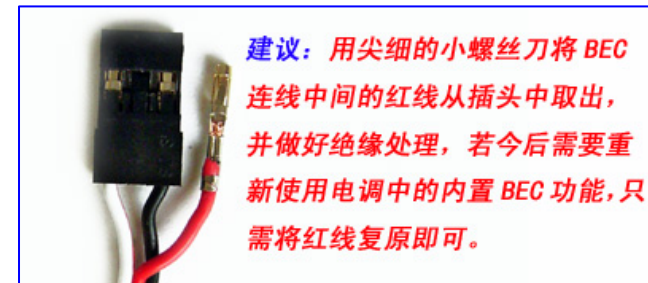 建议：用尖细的小螺丝刀将 BEC
连线中间的红线从插头中取出，
并做好绝缘处理，若今后需要重
新使用电调中的内置 BEC 功能，只
需将红线复原即可。